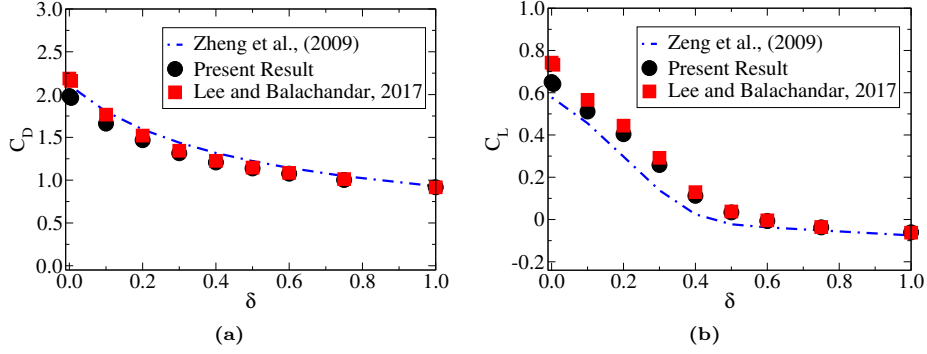 3.0
2.5
2.0
1.5
1.0
0.5
0.0
C_D
Zheng et al., (2009)
Present Result
Lee and Balachandar, 2017
0.0 0.2 0.4 0.6 0.8 1.0
δ
(a)
1.0
0.8
0.6
0.4
0.2
0
-0.2
C_L
Zeng et al., (2009)
Present Result
Lee and Balachandar, 2017
0.0 0.2 0.4 0.6 0.8 1.0
δ
(b)